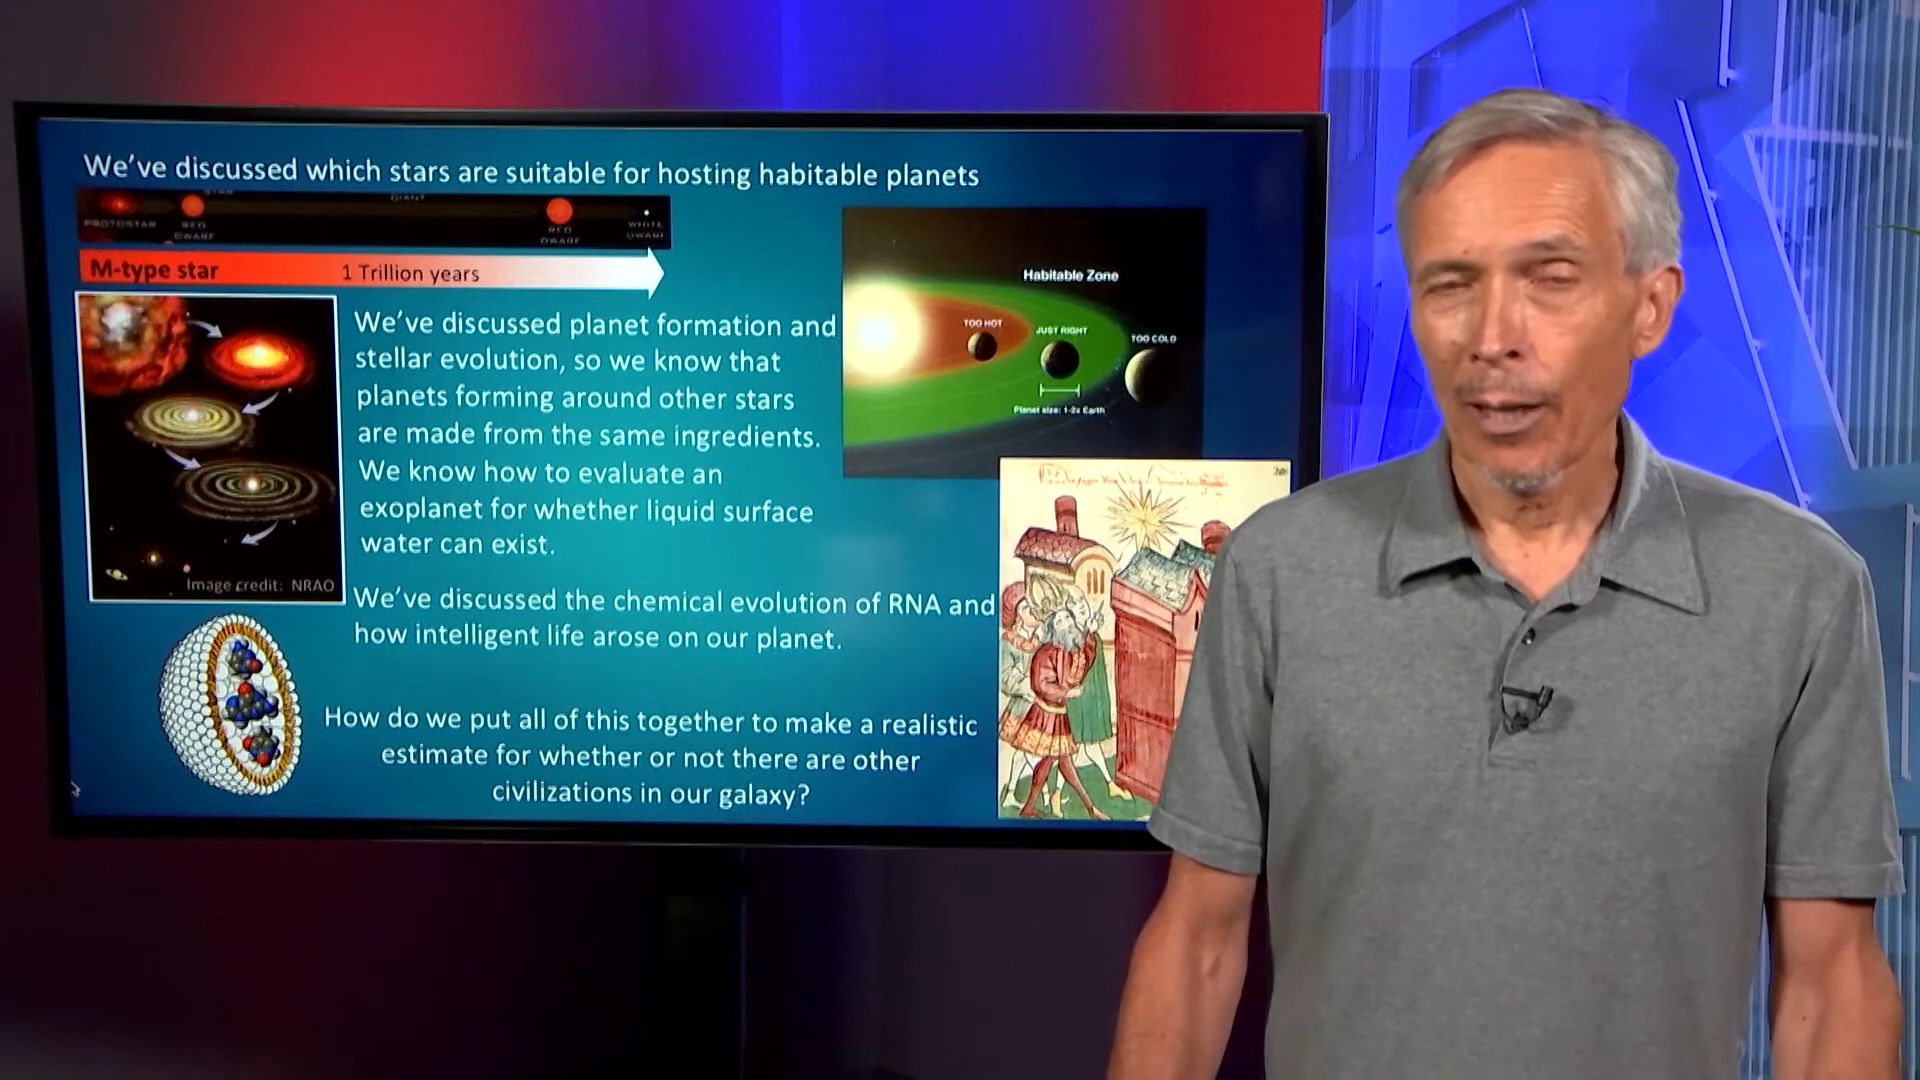 We've discussed which stars are suitable for hosting habitable planets
STAR
GIANT
PROTOSTAR
RED
DWARF
RED
DWARF
WHITE
DWARF
M-type star
1 Trillion years
We've discussed planet formation and
stellar evolution, so we know that
planets forming around other stars
are made from the same ingredients.
We know how to evaluate an
exoplanet for whether liquid surface
water can exist.
Image credit: NRAO
Habitable Zone
TOO HOT
JUST RIGHT
TOO COLD
Planet size: 1-2x Earth
We've discussed the chemical evolution of RNA and
how intelligent life arose on our planet.
How do we put all of this together to make a realistic
estimate for whether or not there are other
civilizations in our galaxy?